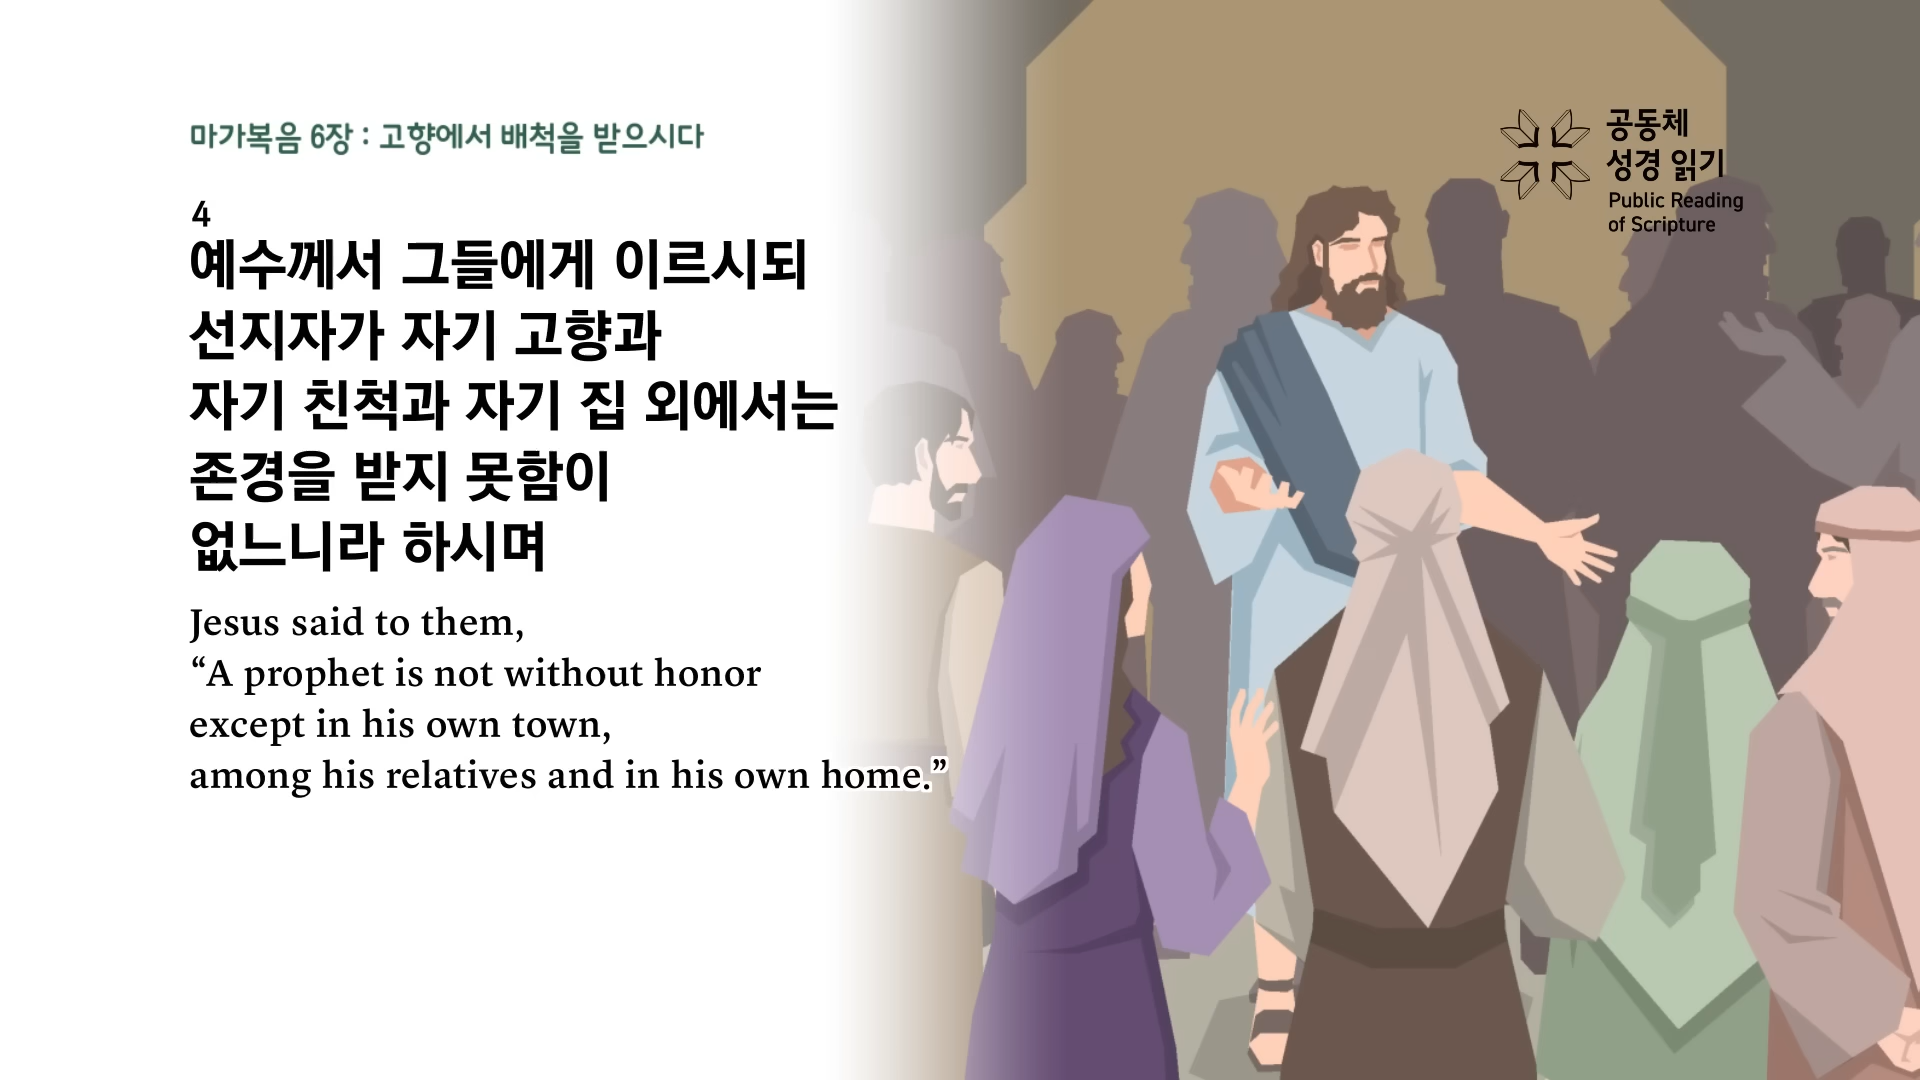 마가복음 6장 : 고향에서 배척을 받으시다
4
예수께서 그들에게 이르시되
선지자가 자기 고향과
자기 친척과 자기 집 외에서는
존경을 받지 못함이
없느니라 하시며
Jesus said to them,
“A prophet is not without honor
except in his own town,
among his relatives and in his own home.”
공동체
성경 읽기
Public Reading
of Scripture